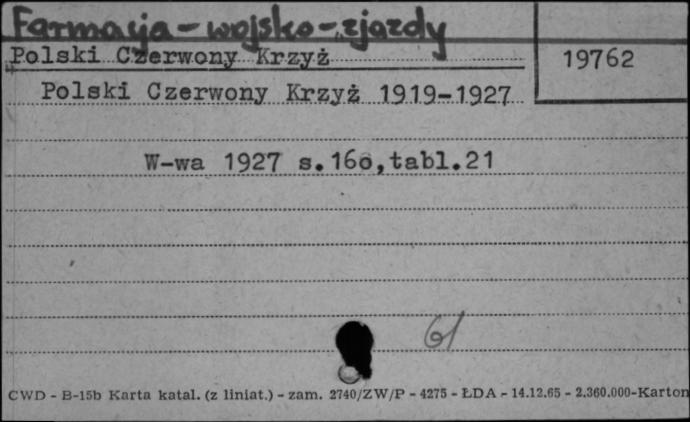 Farmacja - wojsko - zjazdy
Polski Czerwony Krzyż
19762
Polski Czerwony Krzyż 1919-1927
W-wa 1927 s.160,tabl.21
61
CWD - B-15b Karta katal. (z liniat.) - zam. 2740/ZW/P - 4275 - ŁDA - 14.12.65 - 2.360.000-Karton